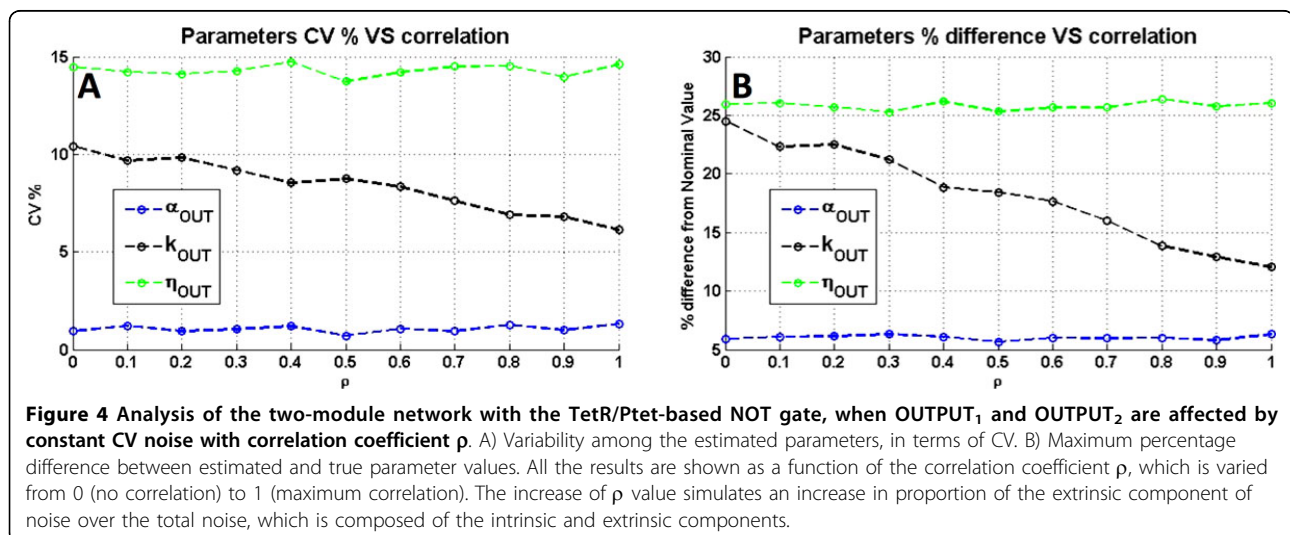 Parameters CV % VS correlation
A
15
10
5
0
CV %
α_OUT
k_OUT
η_OUT
0 0.1 0.2 0.3 0.4 0.5 0.6 0.7 0.8 0.9 1
ρ
Parameters % difference VS correlation
B
30
25
20
15
10
5
% difference from Nominal Value
α_OUT
k_OUT
η_OUT
0 0.1 0.2 0.3 0.4 0.5 0.6 0.7 0.8 0.9 1
ρ
Figure 4 Analysis of the two-module network with the TetR/Ptet-based NOT gate, when OUTPUT₁ and OUTPUT₂ are affected by
constant CV noise with correlation coefficient ρ. A) Variability among the estimated parameters, in terms of CV. B) Maximum percentage
difference between estimated and true parameter values. All the results are shown as a function of the correlation coefficient ρ, which is varied
from 0 (no correlation) to 1 (maximum correlation). The increase of ρ value simulates an increase in proportion of the extrinsic component of
noise over the total noise, which is composed of the intrinsic and extrinsic components.